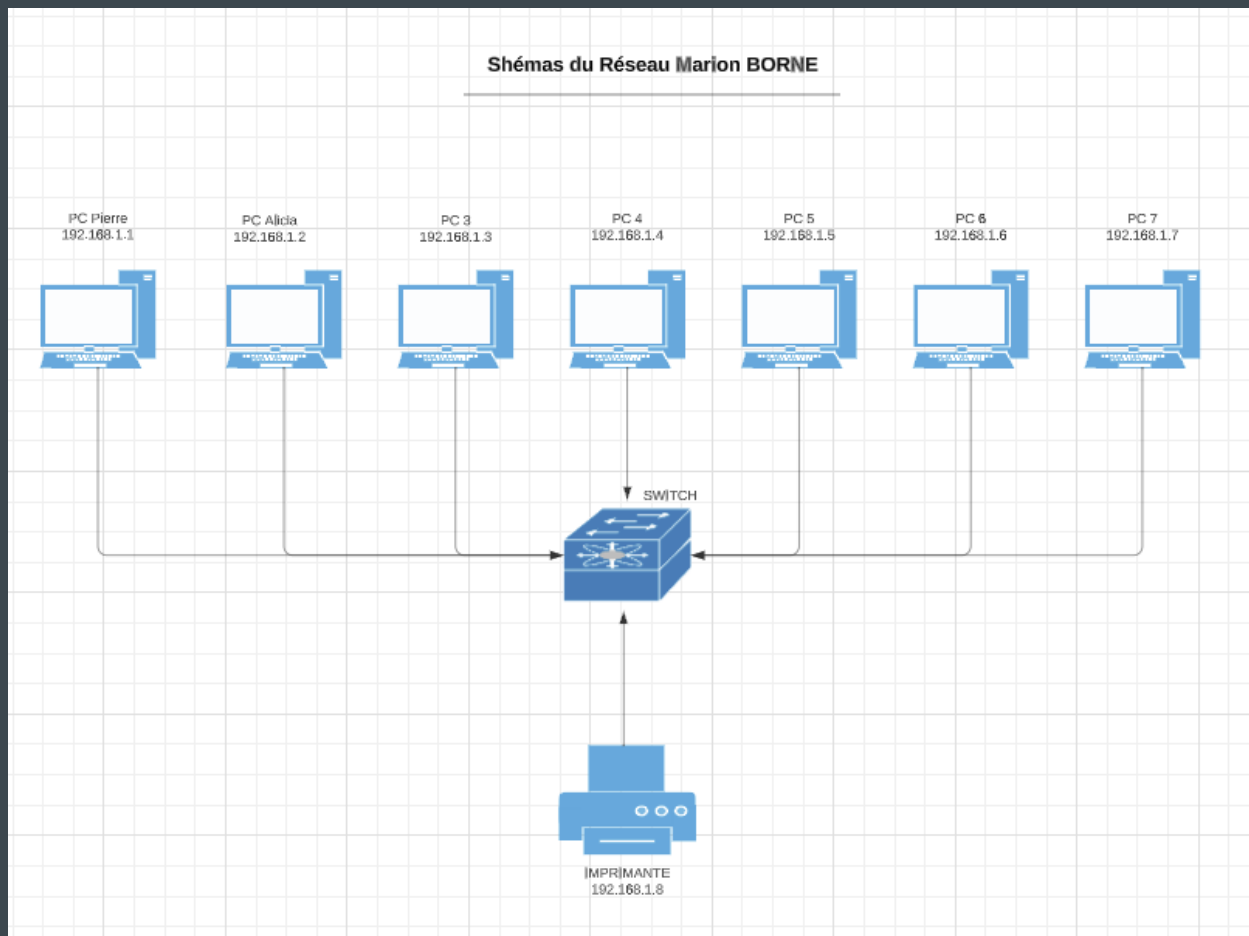 Shémas du Réseau Marion BORNE
PC Pierre
192.168.1.1
PC Alicia
192.168.1.2
PC 3
192.168.1.3
PC 4
192.168.1.4
PC 5
192.168.1.5
PC 6
192.168.1.6
PC 7
192.168.1.7
SWITCH
IMPRIMANTE
192.168.1.8